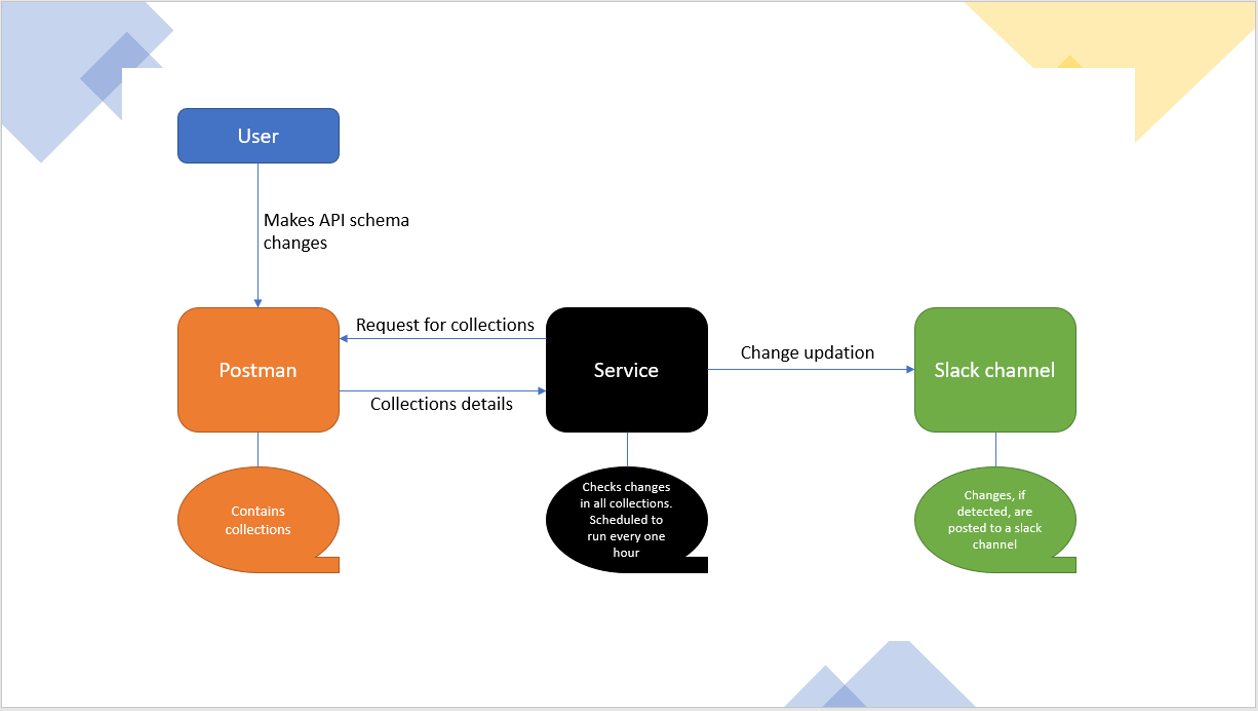 User
Makes API schema
changes
Request for collections
Postman
Service
Change updation
Slack channel
Collections details
Contains
collections
Checks changes
in all collections.
Scheduled to
run every one
hour
Changes, if
detected, are
posted to a slack
channel